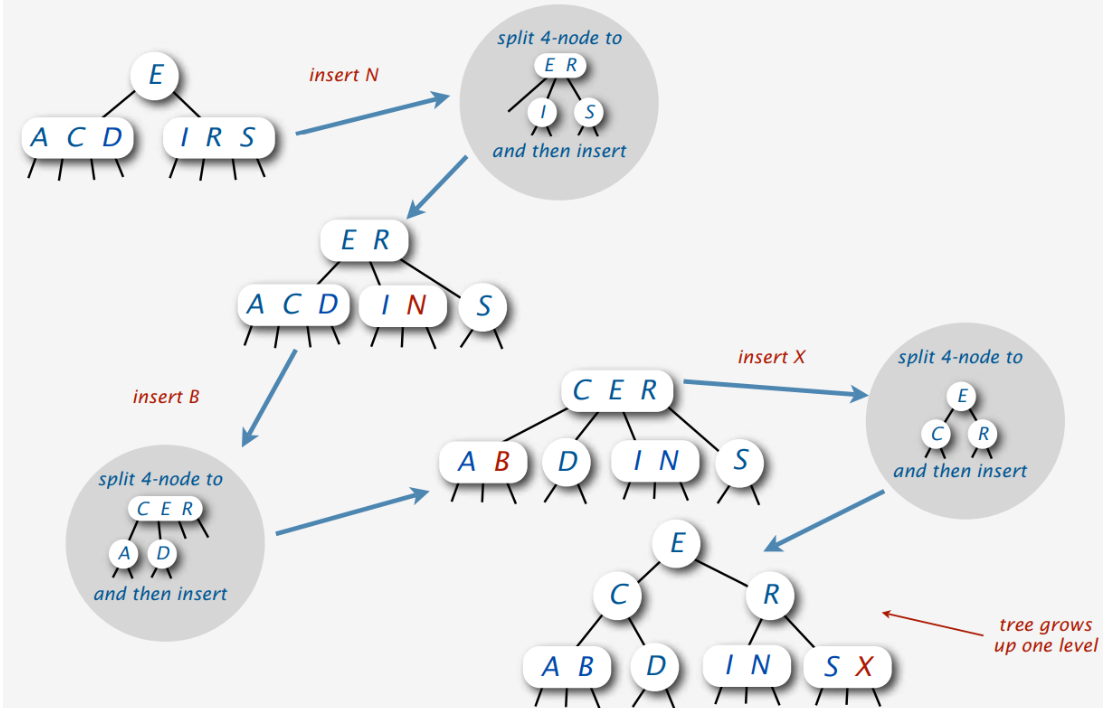 split 4-node to
E R
I S
and then insert
insert N
E
A C D I R S
E R
A C D I N S
insert B
split 4-node to
C E R
A D
and then insert
C E R
A B D I N S
insert X
split 4-node to
E
C R
and then insert
E
C R
A B D I N S X
tree grows
up one level